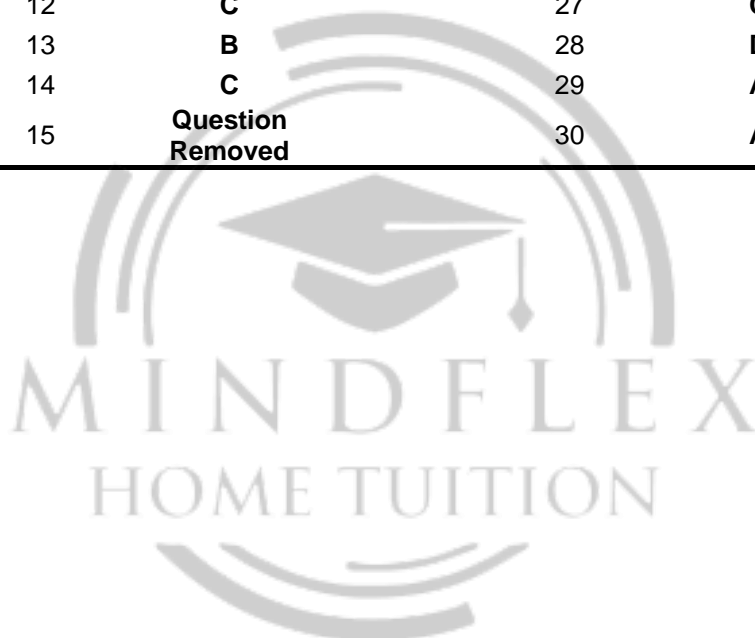 12 C 27
13 B 28
14 C 29
15 Question Removed 30
MINDFLEX
HOME TUITION